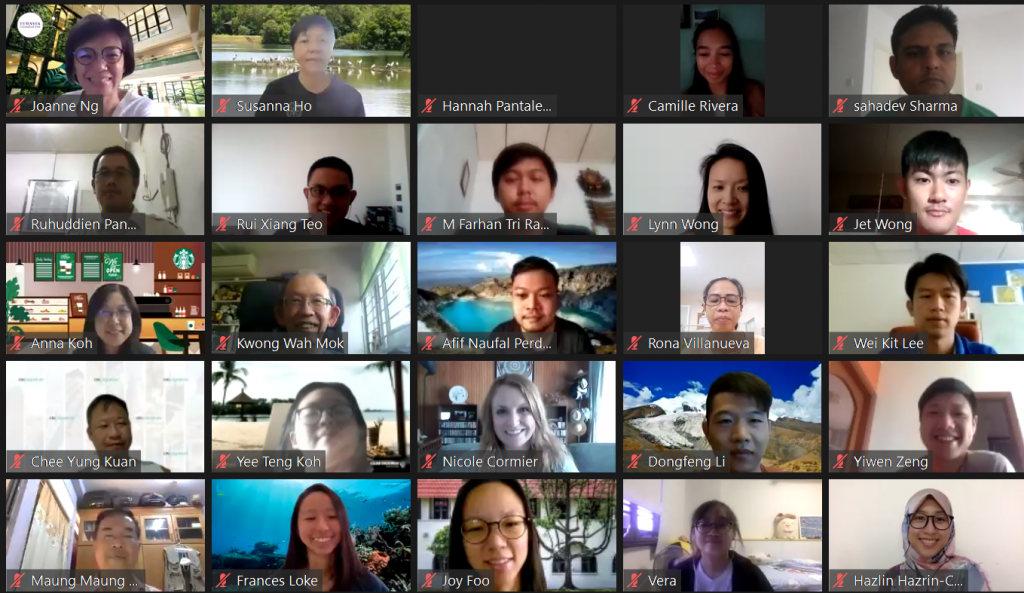 Joanne Ng
Susanna Ho
Hannah Pantale...
Camille Rivera
sahadev Sharma
Ruhuddien Pan...
Rui Xiang Teo
M Farhan Tri Ra...
Lynn Wong
Jet Wong
OPEN
Anna Koh
Kwong Wah Mok
Afif Naufal Perd...
Rona Villanueva
Wei Kit Lee
Chee Yung Kuan
Yee Teng Koh
Nicole Cormier
Dongfeng Li
Yiwen Zeng
Maung Maung ...
Frances Loke
Joy Foo
Vera
Hazlin Hazrin-C...